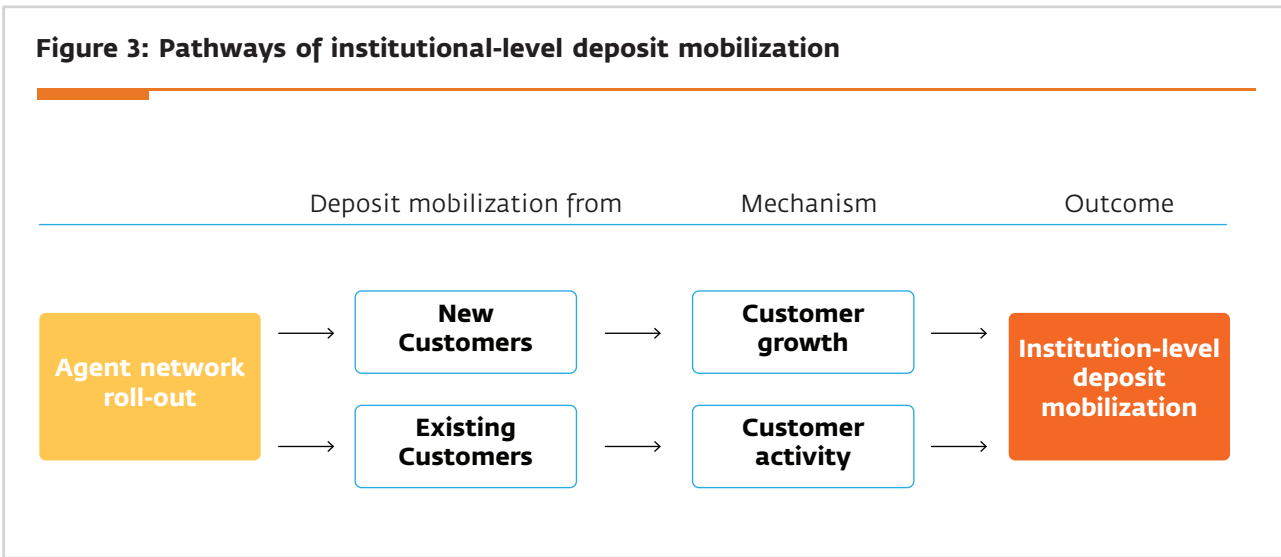 Figure 3: Pathways of institutional-level deposit mobilization
Deposit mobilization from
Mechanism
Outcome
Agent network
roll-out
New
Customers
Customer
growth
Existing
Customers
Customer
activity
Institution-level
deposit
mobilization